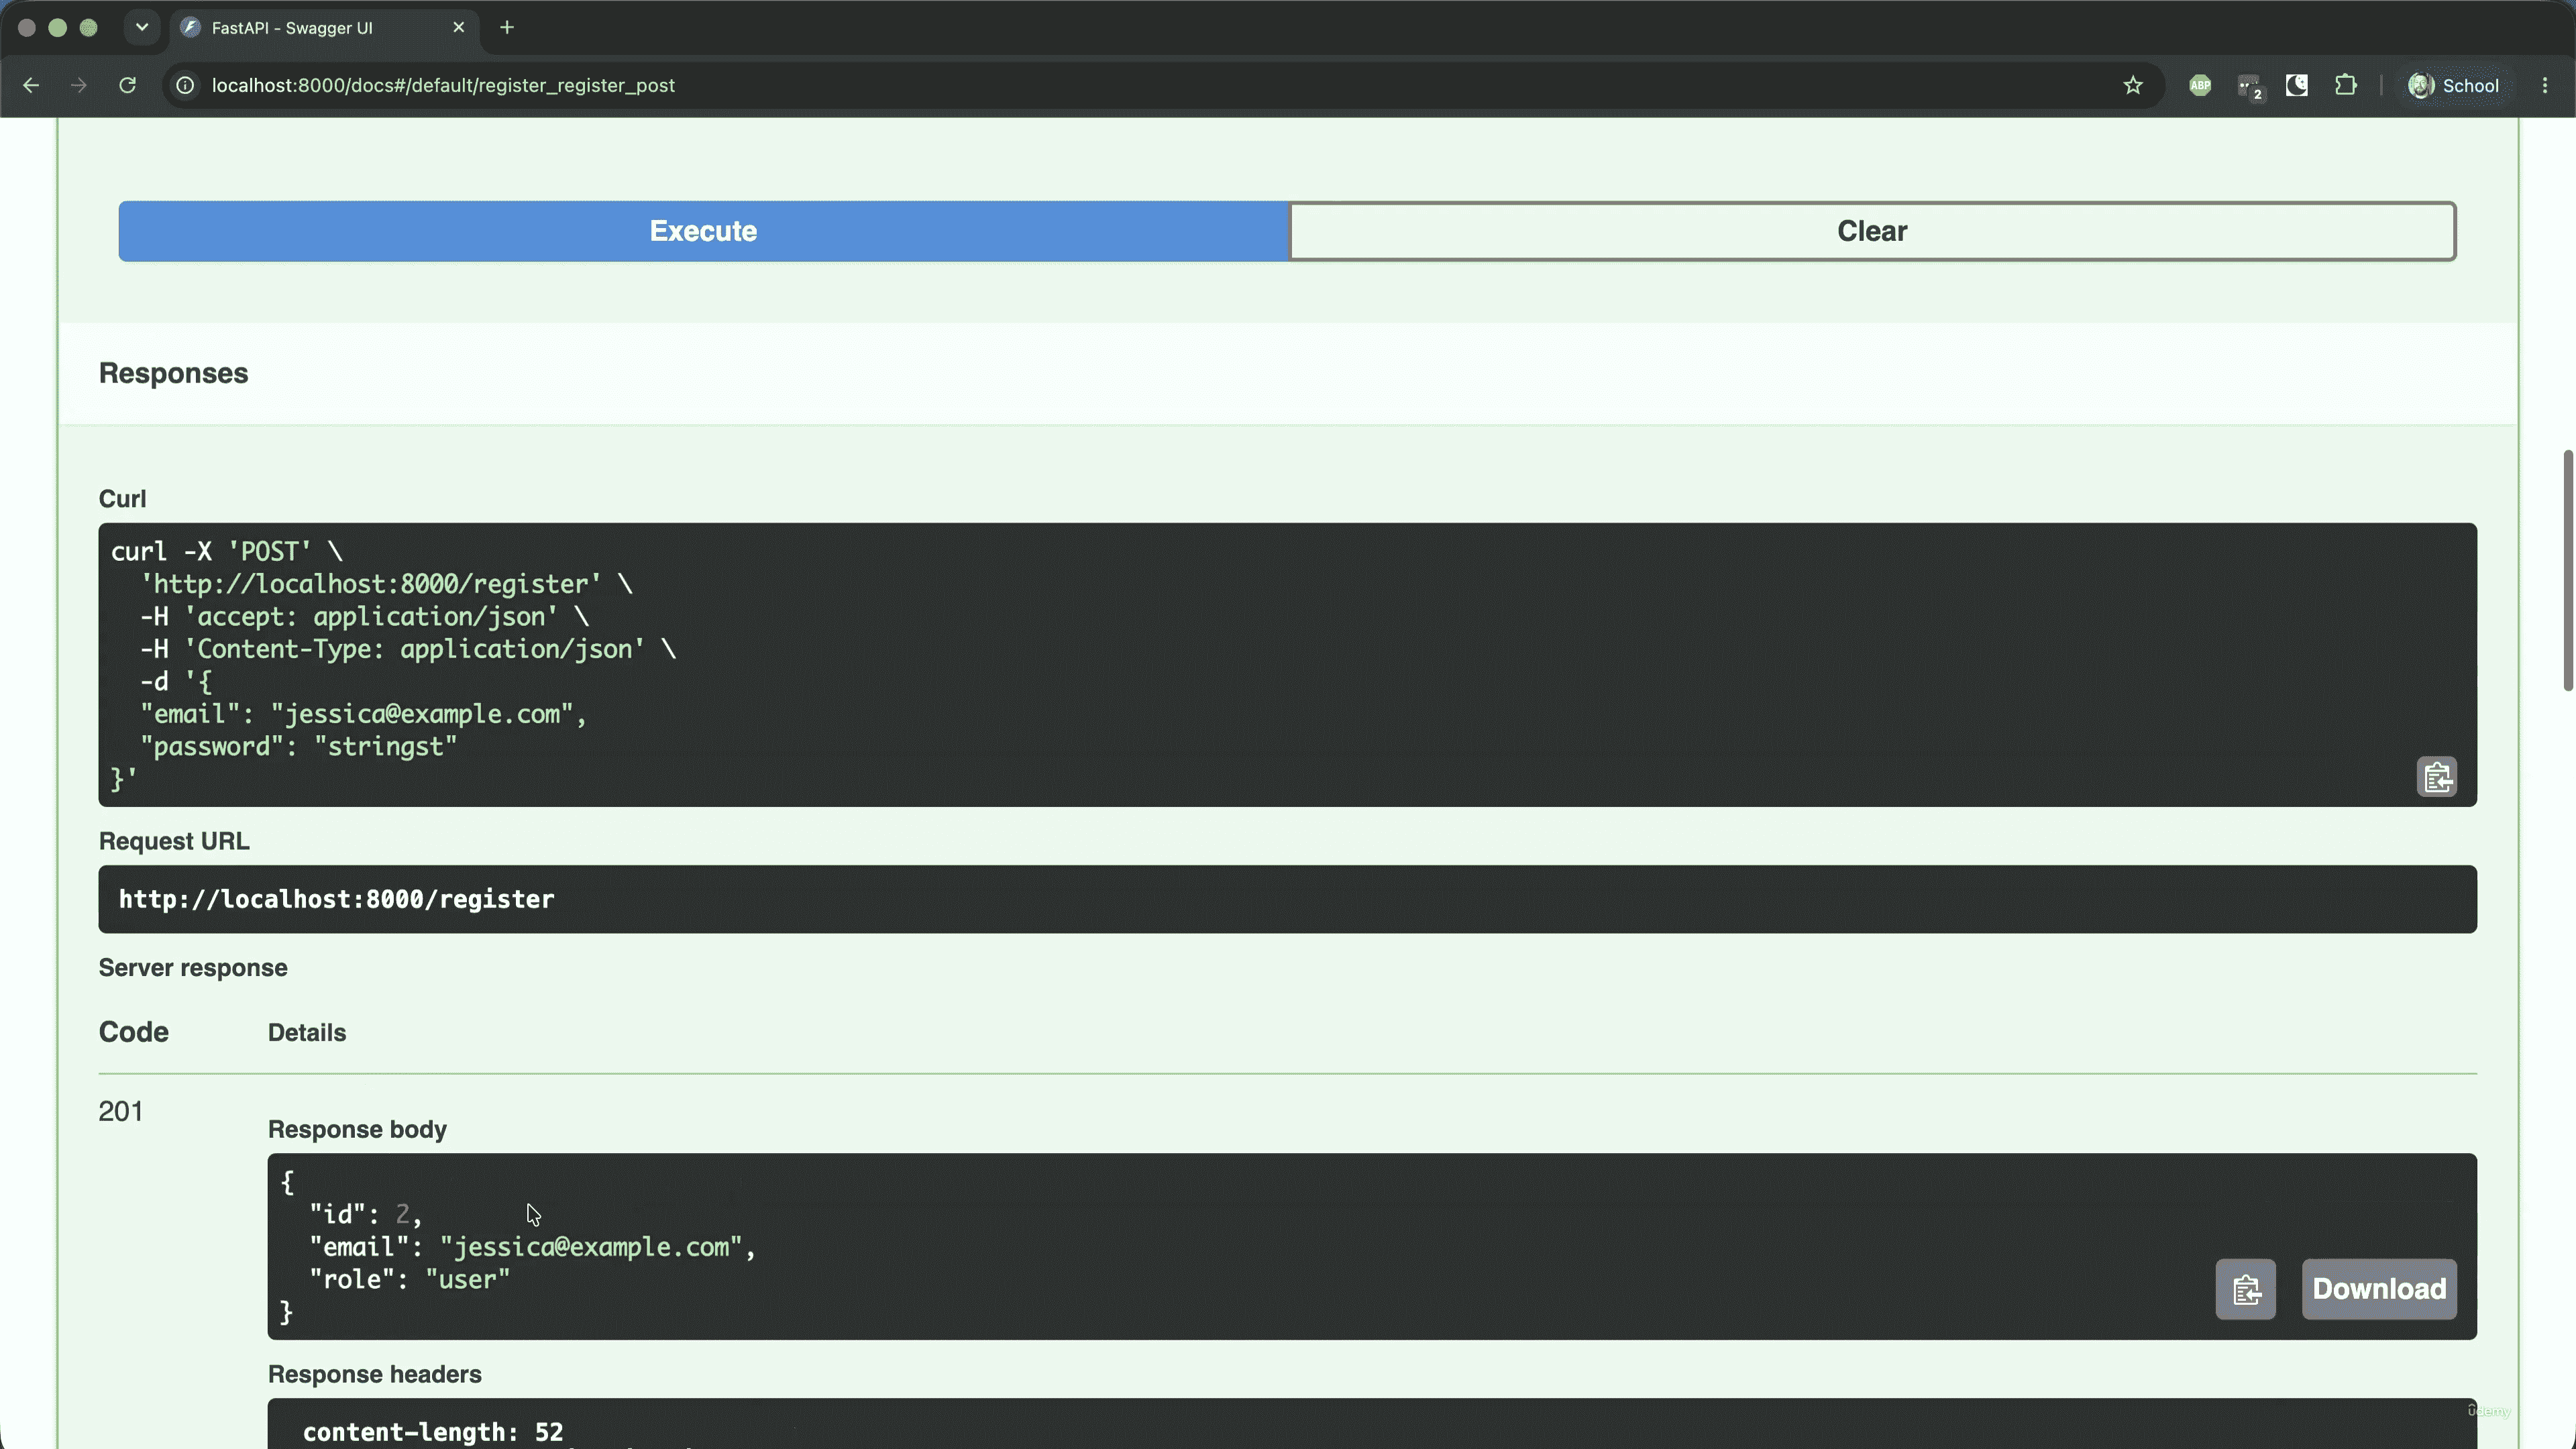 FastAPI - Swagger UI
localhost:8000/docs#/default/register_register_post
ABP
2
School
Execute
Clear
Responses
Curl
curl -X 'POST' \
  'http://localhost:8000/register' \
  -H 'accept: application/json' \
  -H 'Content-Type: application/json' \
  -d '{
  "email": "jessica@example.com",
  "password": "stringst"
}'
Request URL
http://localhost:8000/register
Server response
Code
Details
201
Response body
{
  "id": 2,
  "email": "jessica@example.com",
  "role": "user"
}
Download
Response headers
content-length: 52
ûdemy